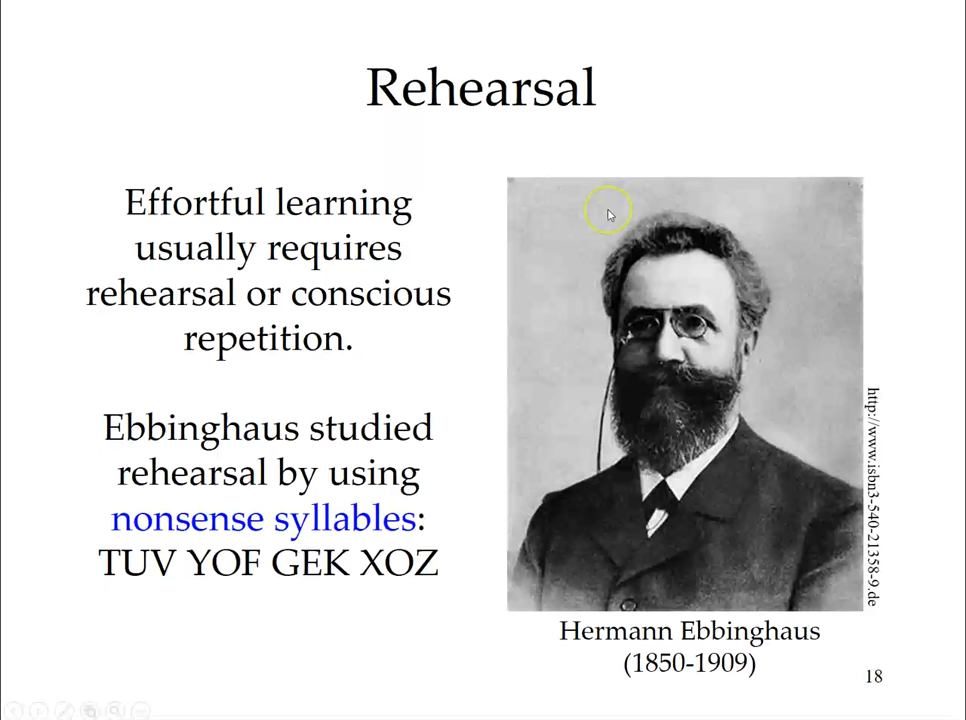 Rehearsal
Effortful learning
usually requires
rehearsal or conscious
repetition.
Ebbinghaus studied
rehearsal by using
nonsense syllables:
TUV YOF GEK XOZ
http://www.isbn3-540-21358-9.de
Hermann Ebbinghaus
(1850-1909)
18